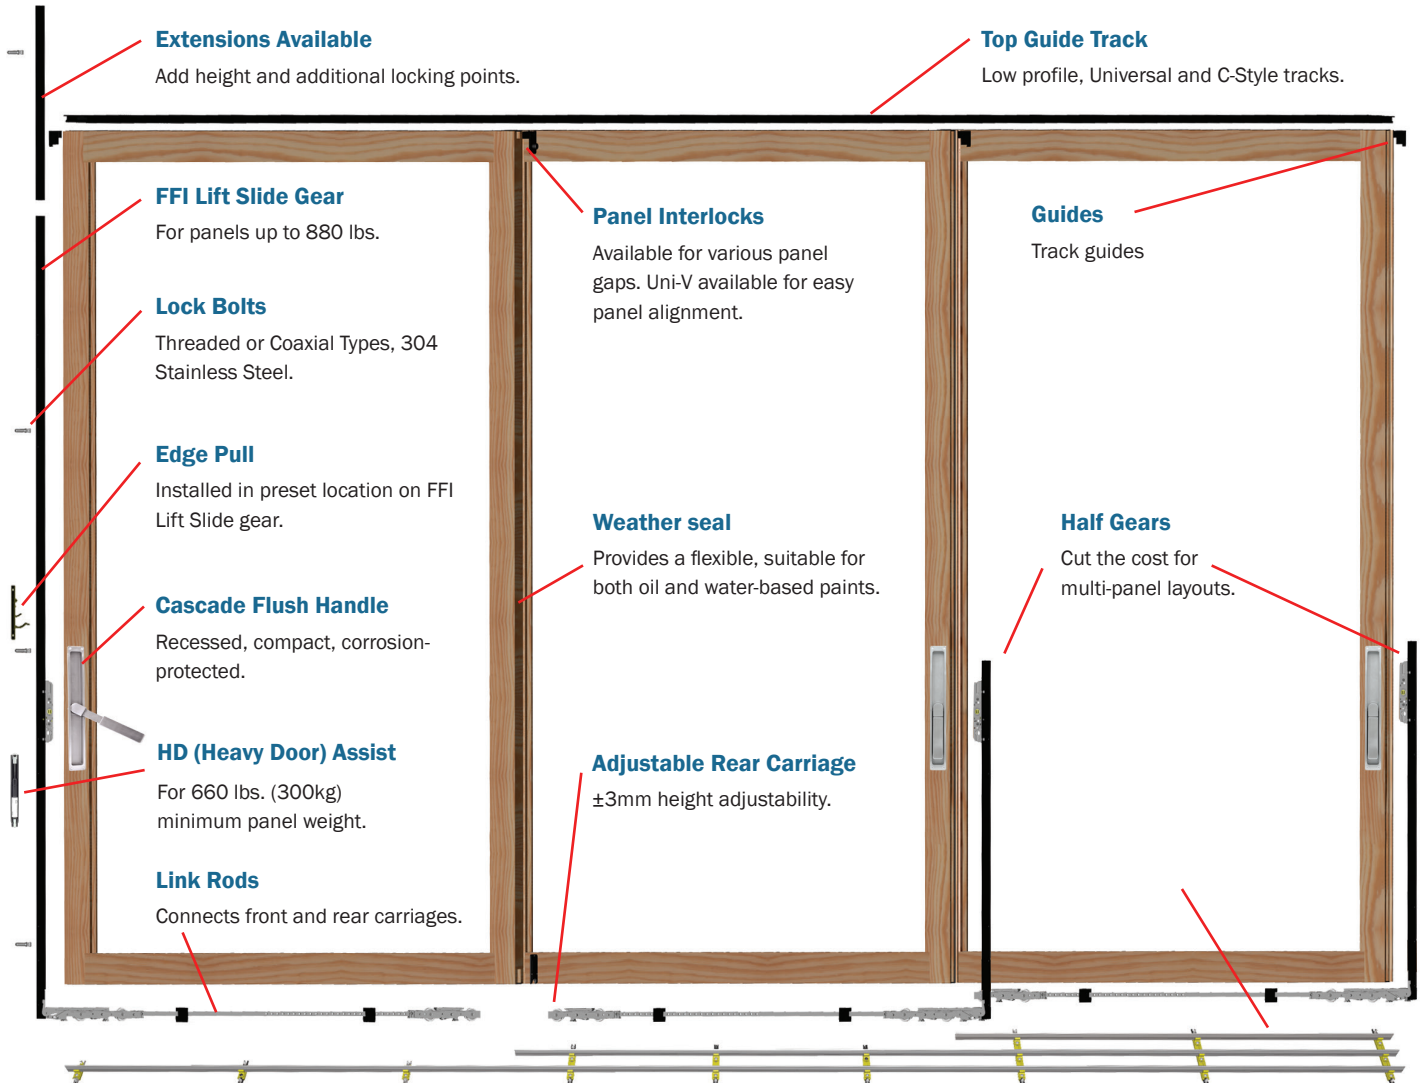 Extensions Available
Add height and additional locking points.
Top Guide Track
Low profile, Universal and C-Style tracks.
FFI Lift Slide Gear
For panels up to 880 lbs.
Panel Interlocks
Available for various panel
gaps. Uni-V available for easy
panel alignment.
Guides
Track guides
Lock Bolts
Threaded or Coaxial Types, 304
Stainless Steel.
Edge Pull
Installed in preset location on FFI
Lift Slide gear.
Weather seal
Provides a flexible, suitable for
both oil and water-based paints.
Half Gears
Cut the cost for
multi-panel layouts.
Cascade Flush Handle
Recessed, compact, corrosion-
protected.
HD (Heavy Door) Assist
For 660 lbs. (300kg)
minimum panel weight.
Adjustable Rear Carriage
±3mm height adjustability.
Link Rods
Connects front and rear carriages.